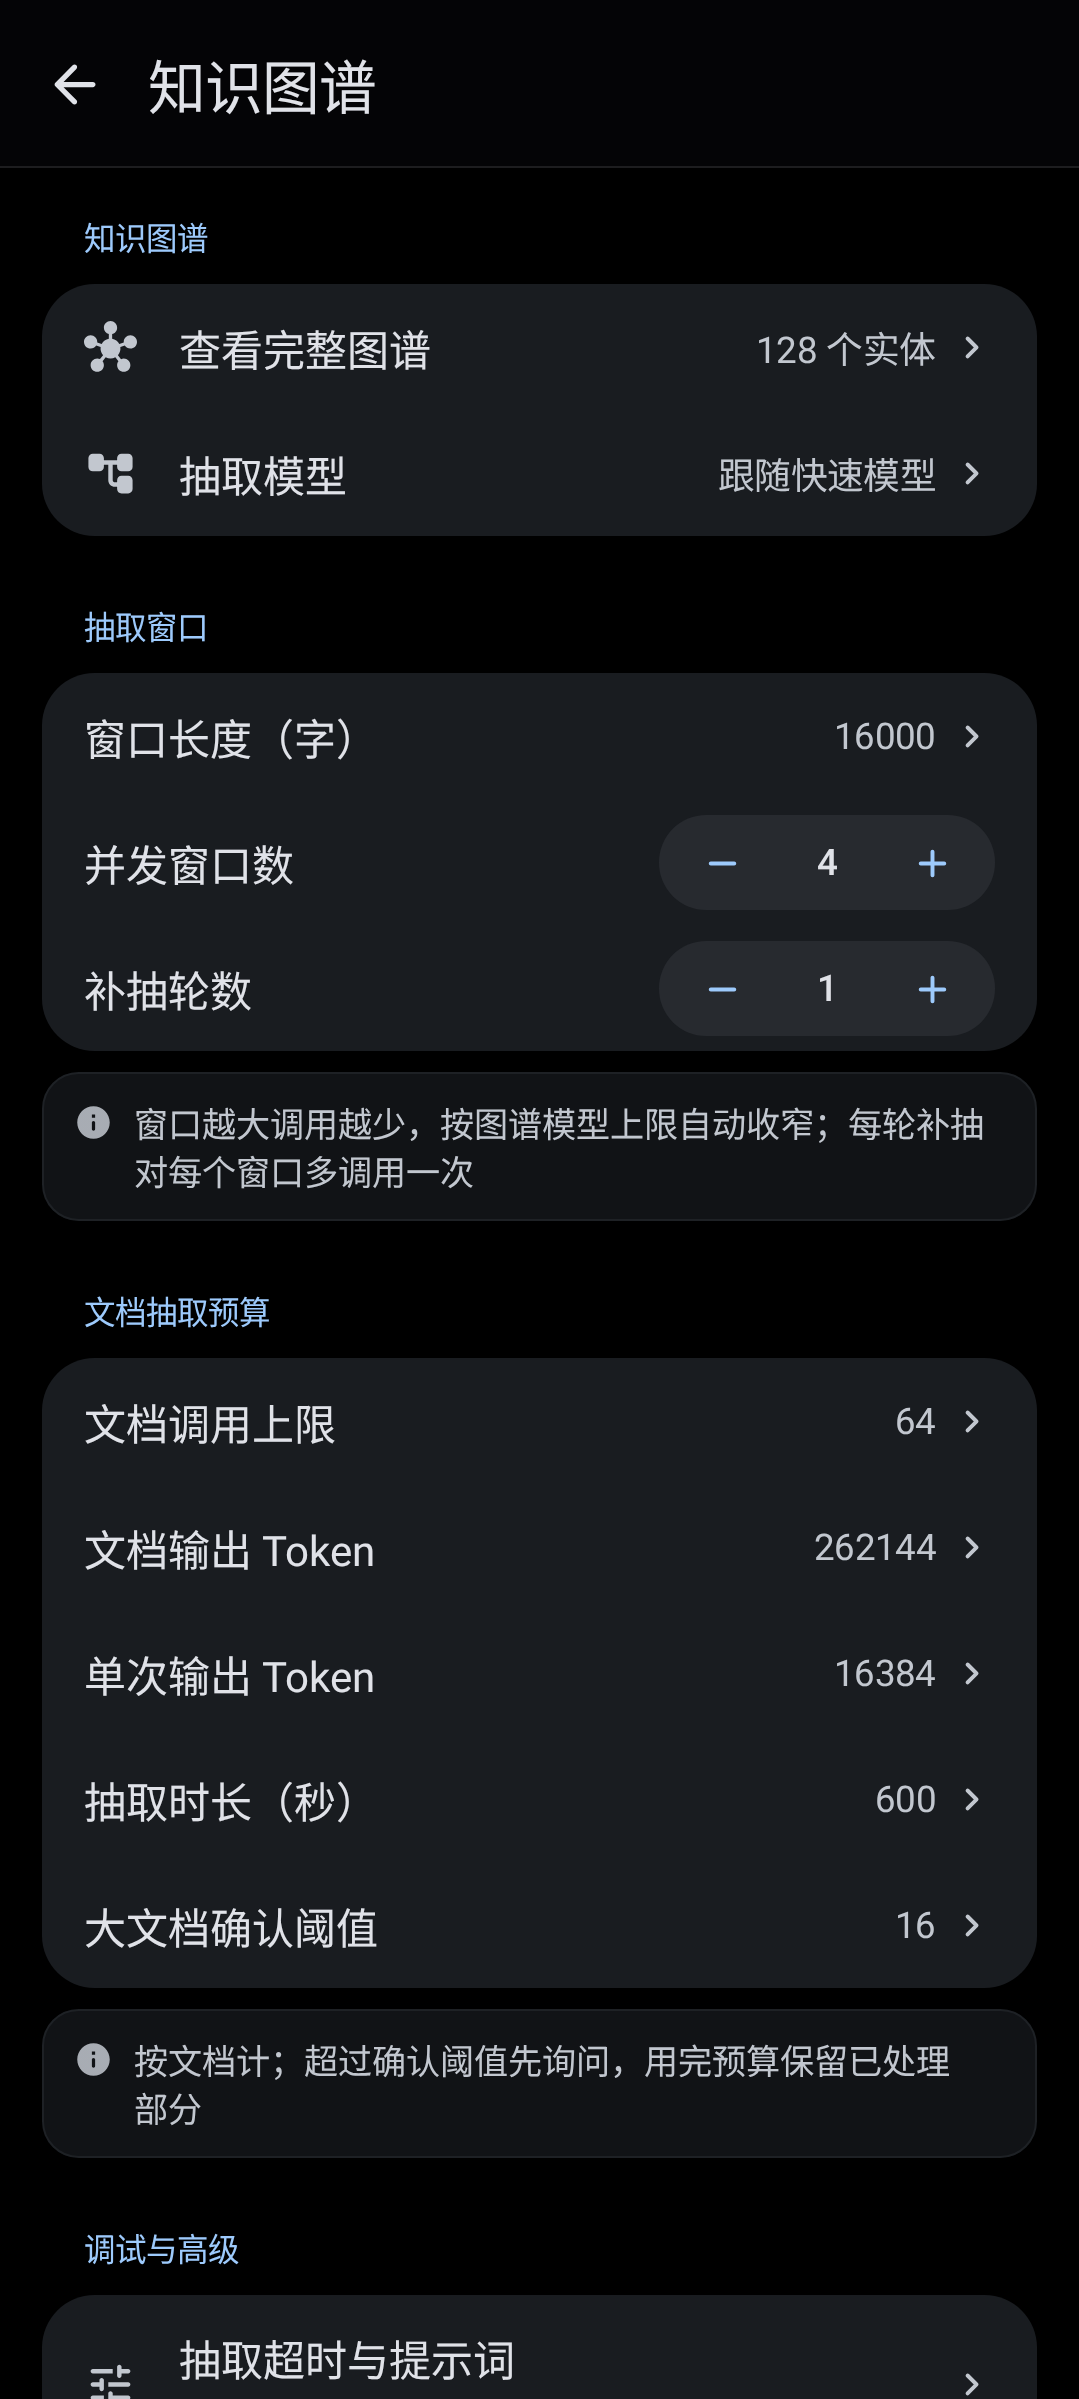 知识图谱
知识图谱
查看完整图谱 128 个实体
抽取模型 跟随快速模型
抽取窗口
窗口长度（字） 16000
并发窗口数 4
补抽轮数 1
窗口越大调用越少，按图谱模型上限自动收窄；每轮补抽
对每个窗口多调用一次
文档抽取预算
文档调用上限 64
文档输出 Token 262144
单次输出 Token 16384
抽取时长（秒） 600
大文档确认阈值 16
按文档计；超过确认阈值先询问，用完预算保留已处理
部分
调试与高级
抽取超时与提示词